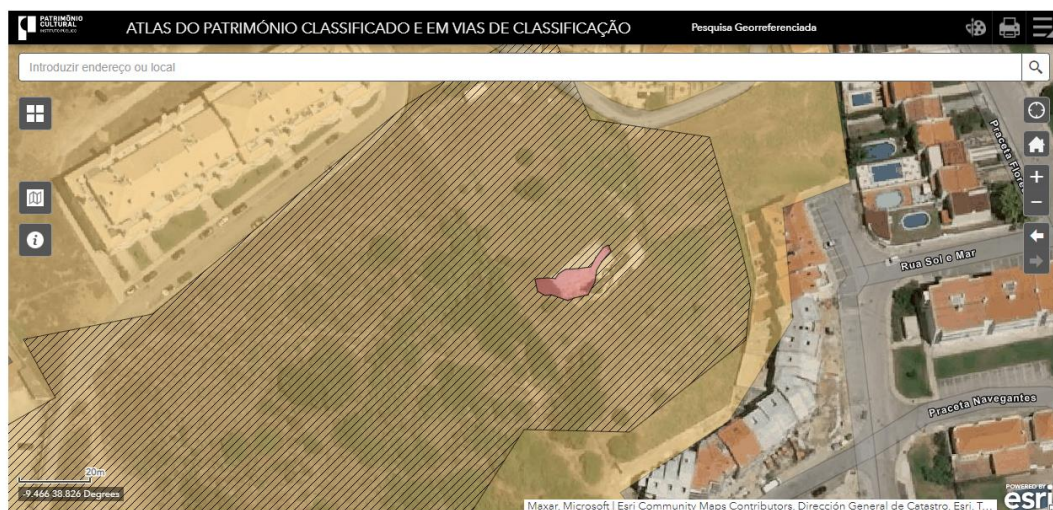 PATRIMÓNIO
CULTURAL
INSTITUTO PÚBLICO
ATLAS DO PATRIMÓNIO CLASSIFICADO E EM VIAS DE CLASSIFICAÇÃO
Pesquisa Georreferenciada
Introduzir endereço ou local
Rua Sol e Mar
Praceta Navegantes
20m
-9.466 38.826 Degrees
Maxar, Microsoft | Esri Community Maps Contributors, Dirección General de Catastro, Esri, T...
POWERED BY
esri